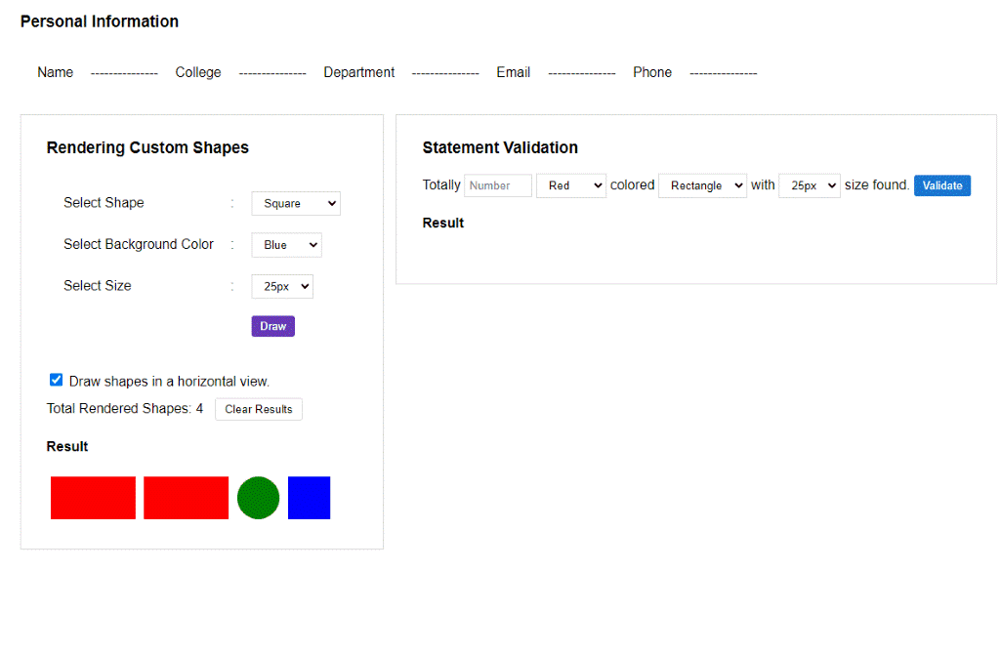 Personal Information
Name --------------- College --------------- Department --------------- Email --------------- Phone ---------------
Rendering Custom Shapes
Select Shape : Square
Select Background Color : Blue
Select Size : 25px
Draw
Draw shapes in a horizontal view.
Total Rendered Shapes: 4 Clear Results
Result
Statement Validation
Totally Number Red colored Rectangle with 25px size found. Validate
Result